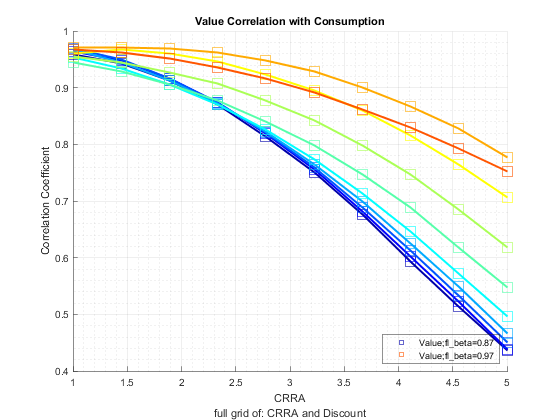 Value Correlation with Consumption
1
0.9
0.8
0.7
0.6
0.5
0.4
Correlation Coefficient
Value;fl_beta=0.87
Value;fl_beta=0.97
1 1.5 2 2.5 3 3.5 4 4.5 5
CRRA
full grid of: CRRA and Discount